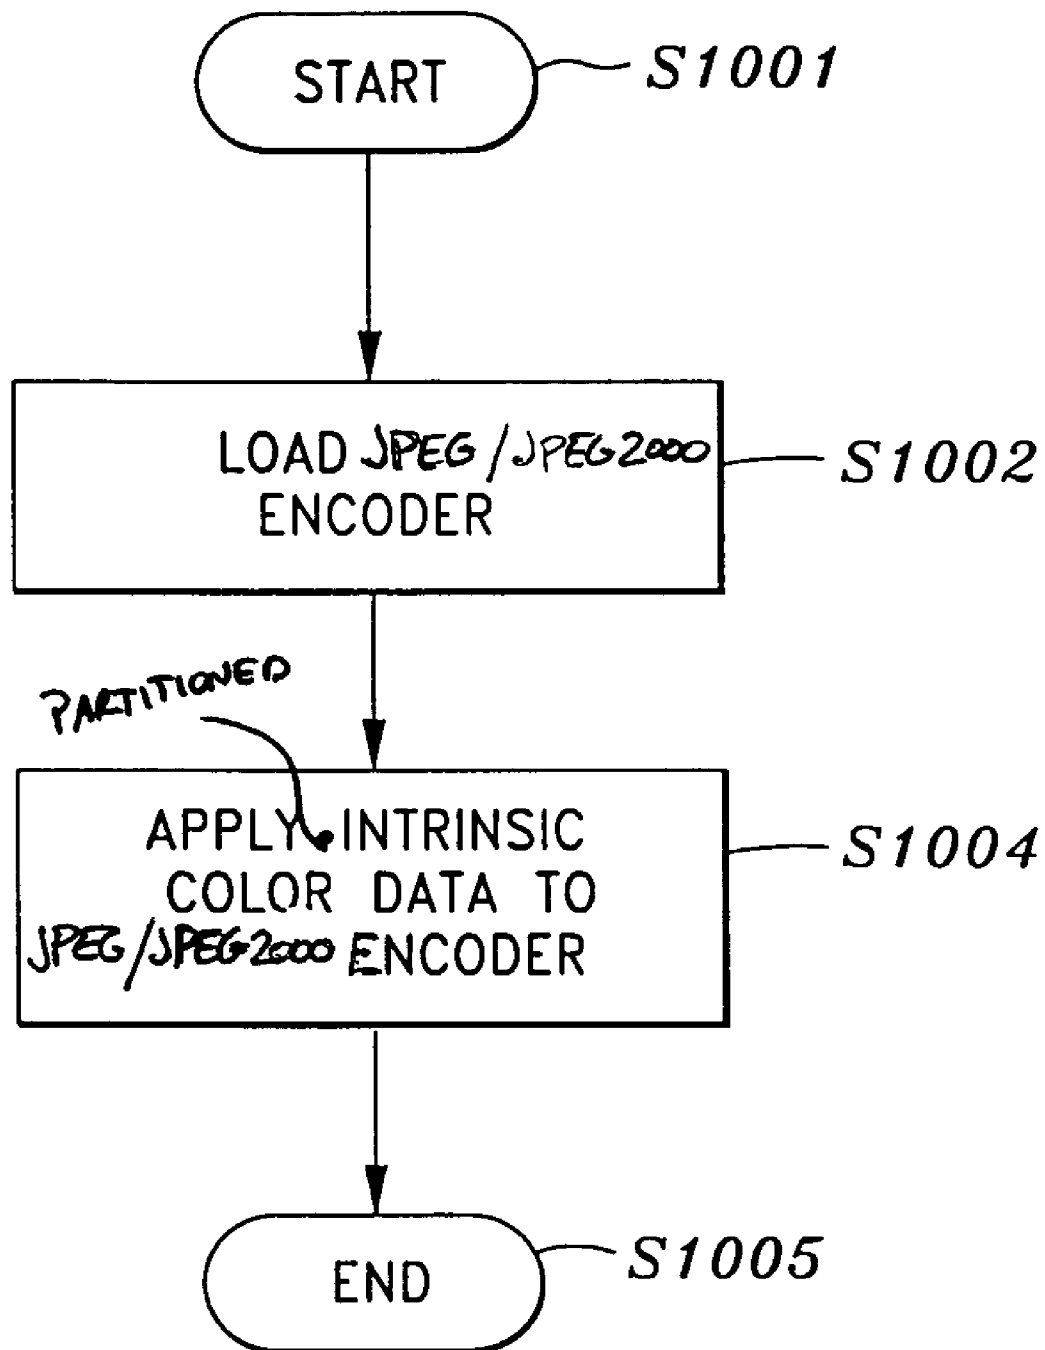 START
S1001
LOAD JPEG/JPEG2000
ENCODER
S1002
PARTITIONED
APPLY INTRINSIC
COLOR DATA TO
JPEG/JPEG2000 ENCODER
S1004
END
S1005